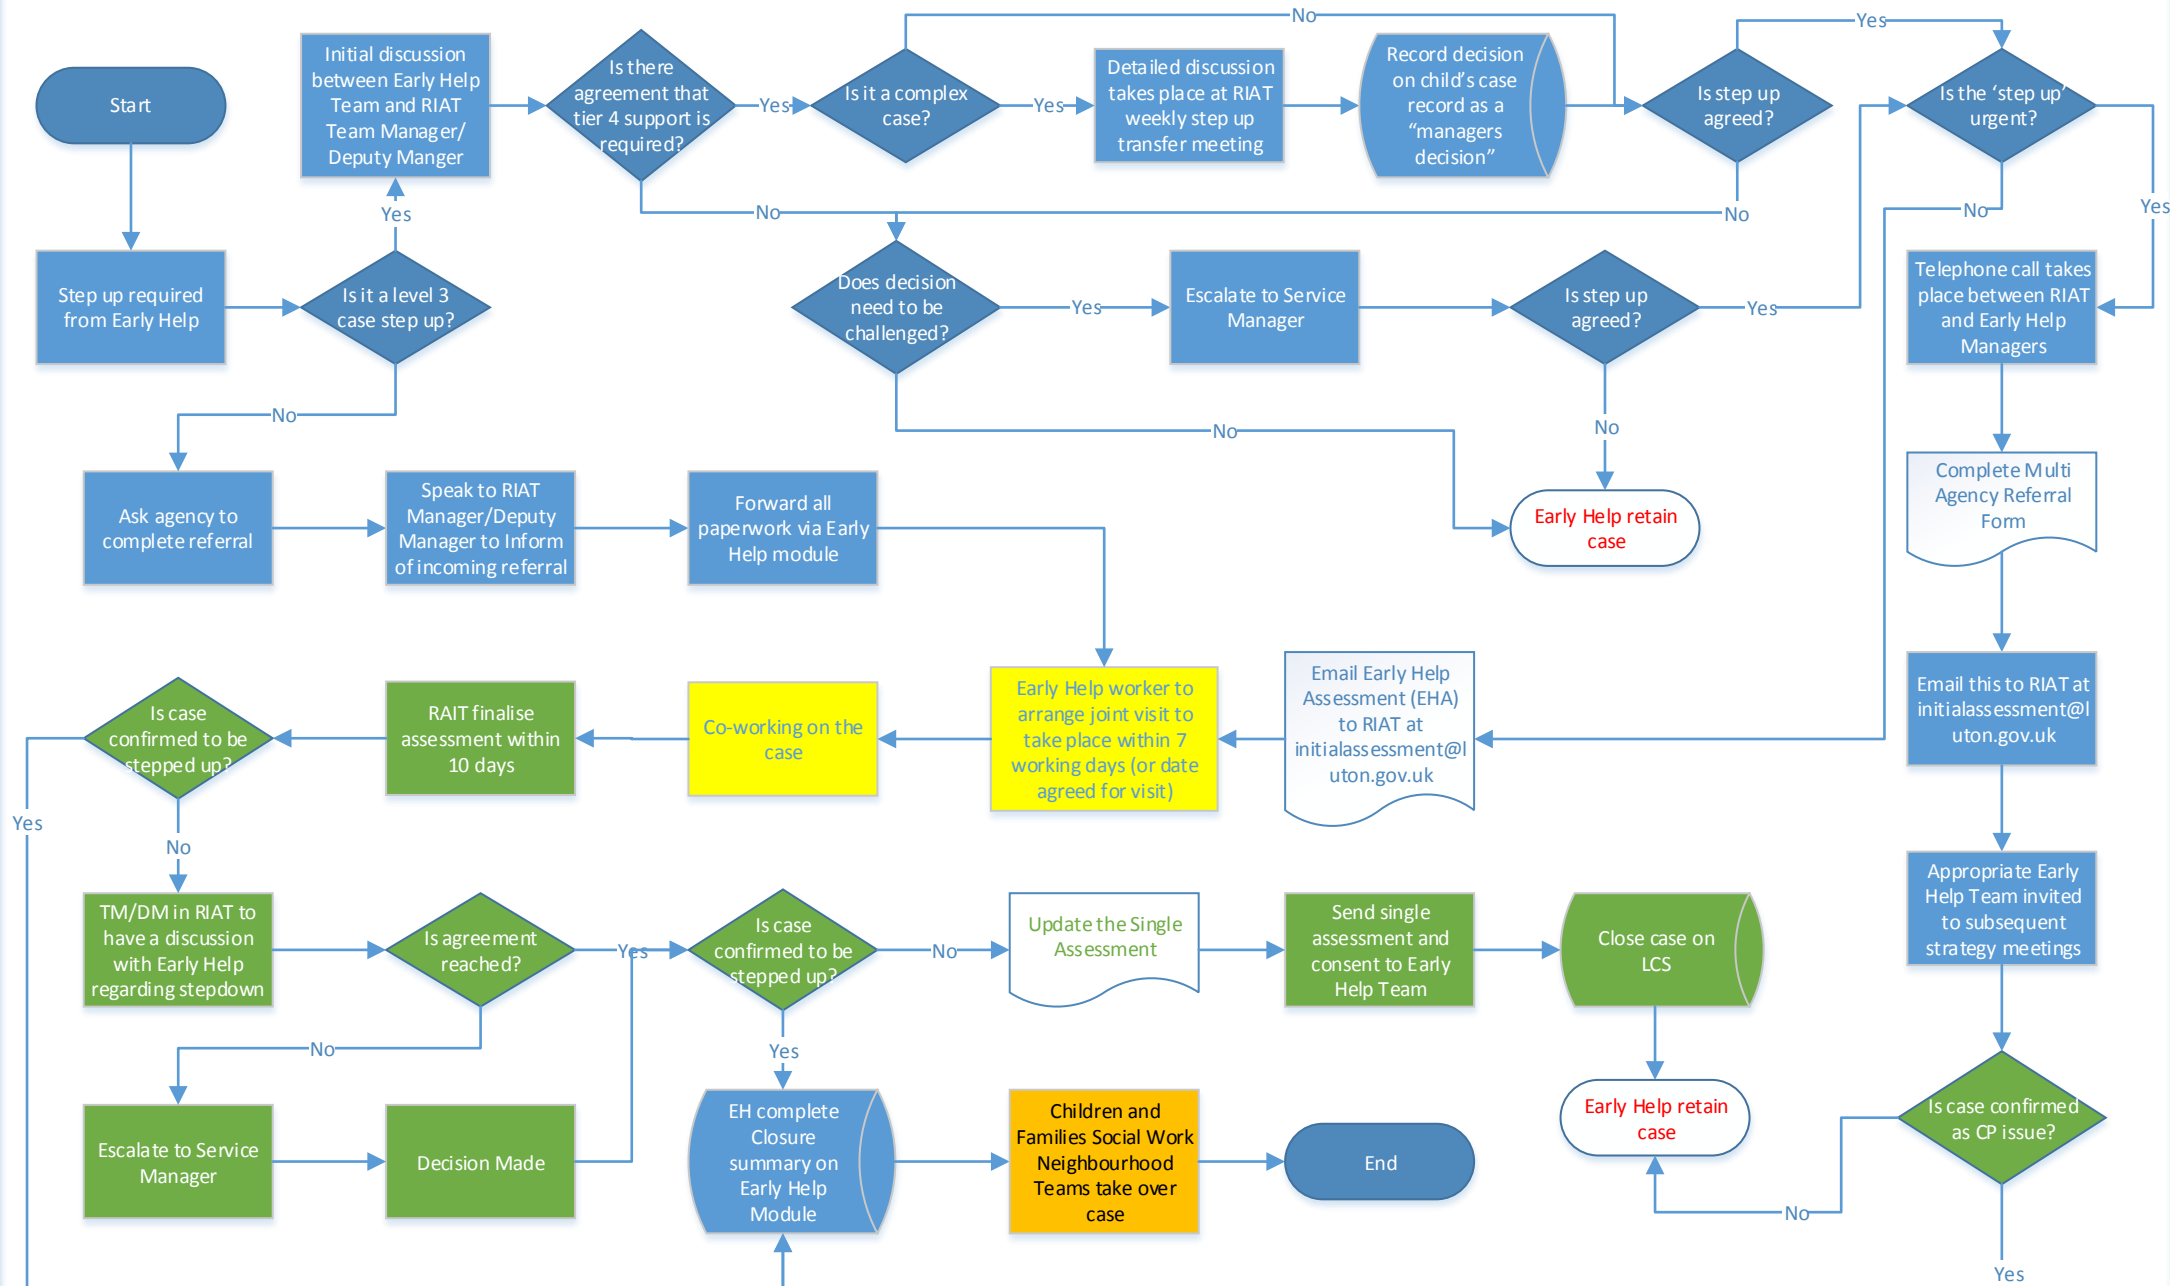 No
Yes
Start
Initial discussion
between Early Help
Team and RIAT
Team Manager/
Deputy Manger
Is there
agreement that
tier 4 support is
required?
Yes
Is it a complex
case?
Yes
Detailed discussion
takes place at RIAT
weekly step up
transfer meeting
Record decision
on child's case
record as a
“managers
decision”
Is step up
agreed?
Is the ‘step up’
urgent?
Yes
No
No
No
Yes
Step up required
from Early Help
Is it a level 3
case step up?
Does decision
need to be
challenged?
Yes
Escalate to Service
Manager
Is step up
agreed?
Yes
Telephone call takes
place between RIAT
and Early Help
Managers
No
No
No
Ask agency to
complete referral
Speak to RIAT
Manager/Deputy
Manager to Inform
of incoming referral
Forward all
paperwork via Early
Help module
Early Help retain
case
Complete Multi
Agency Referral
Form
Is case
confirmed to be
stepped up?
RAIT finalise
assessment within
10 days
Co-working on the
case
Early Help worker to
arrange joint visit to
take place within 7
working days (or date
agreed for visit)
Email Early Help
Assessment (EHA)
to RIAT at
initialassessment@l
uton.gov.uk
Email this to RIAT at
initialassessment@l
uton.gov.uk
Yes
No
TM/DM in RIAT to
have a discussion
with Early Help
regarding stepdown
Is agreement
reached?
Yes
Is case
confirmed to be
stepped up?
No
Update the Single
Assessment
Send single
assessment and
consent to Early
Help Team
Close case on
LCS
Appropriate Early
Help Team invited
to subsequent
strategy meetings
No
Yes
Escalate to Service
Manager
Decision Made
EH complete
Closure
summary on
Early Help
Module
Children and
Families Social Work
Neighbourhood
Teams take over
case
End
Early Help retain
case
Is case confirmed
as CP issue?
No
Yes